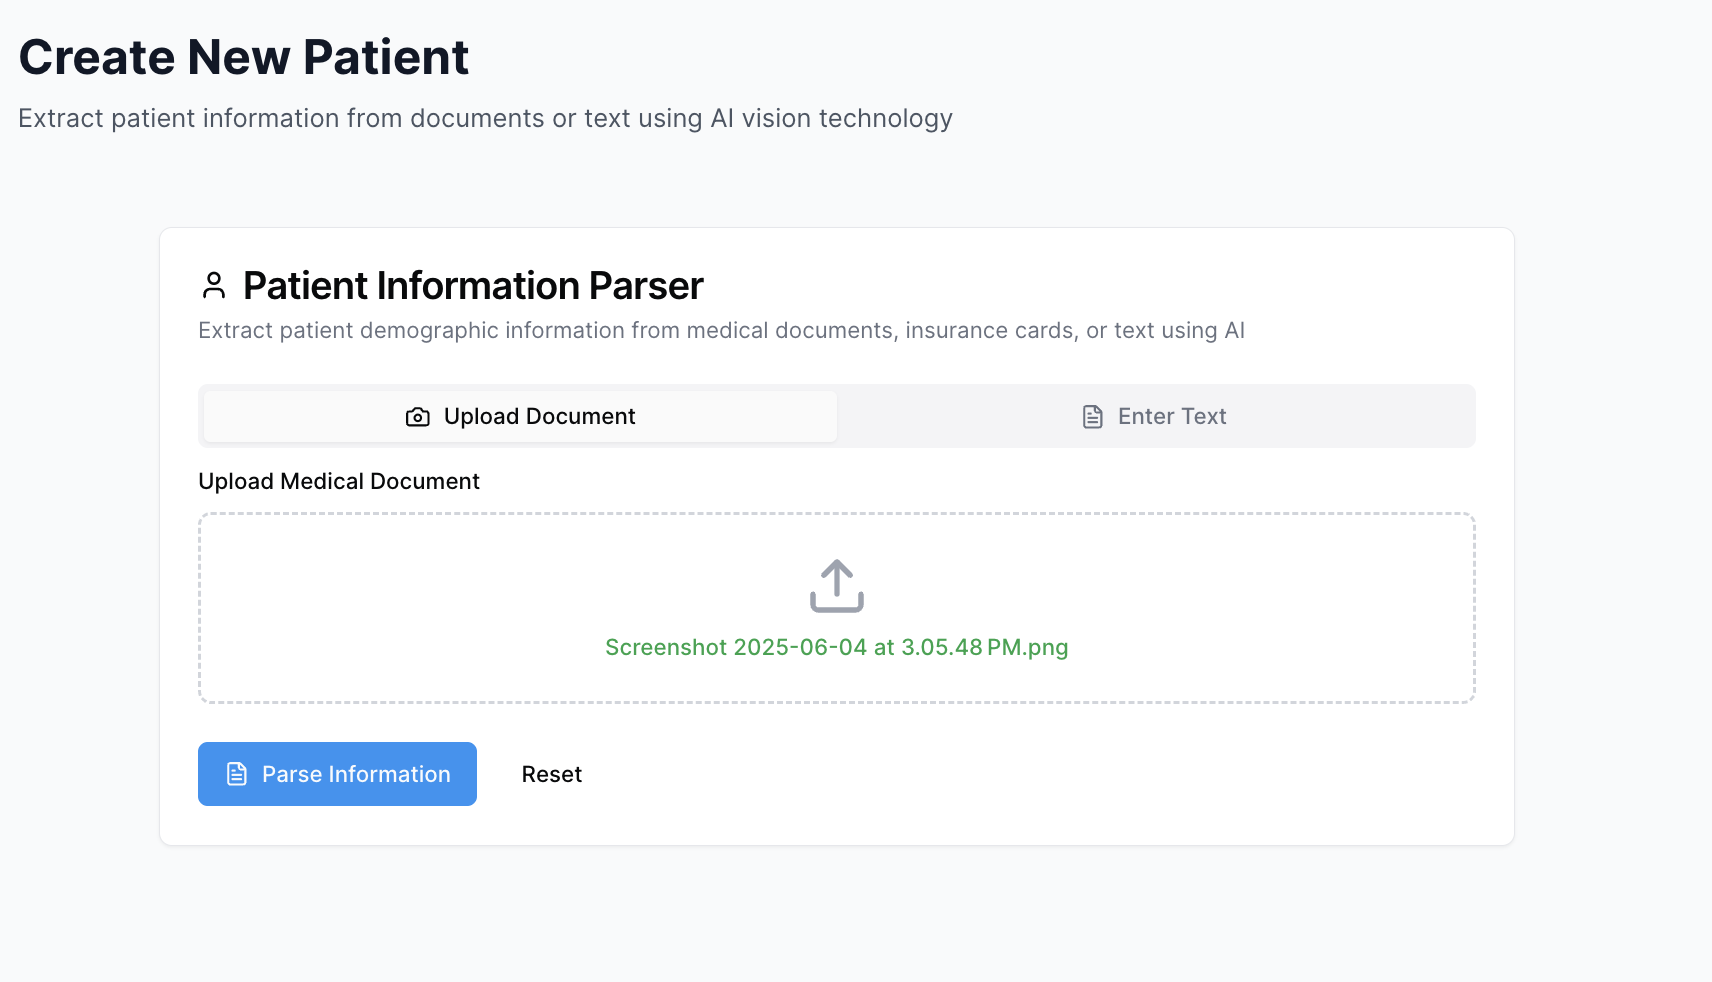 Create New Patient
Extract patient information from documents or text using AI vision technology
Patient Information Parser
Extract patient demographic information from medical documents, insurance cards, or text using AI
Upload Document
Enter Text
Upload Medical Document
Screenshot 2025-06-04 at 3.05.48 PM.png
Parse Information
Reset